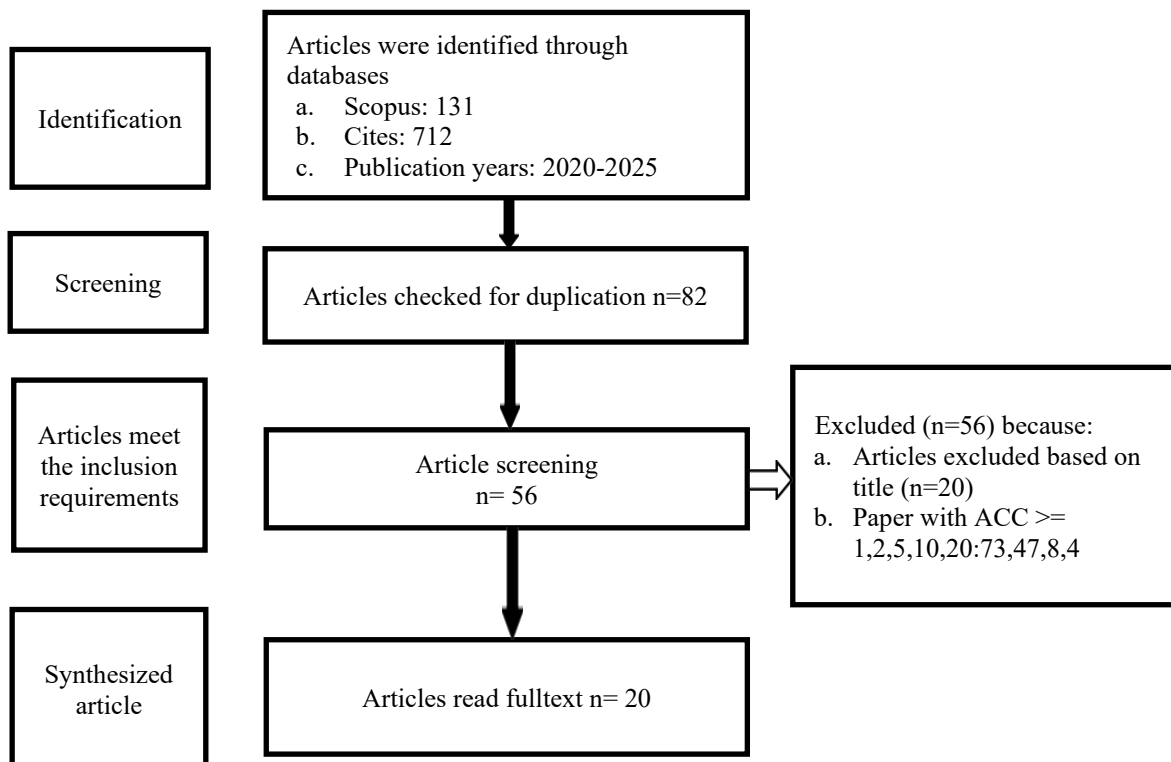 Identification
Articles were identified through
databases
a. Scopus: 131
b. Cites: 712
c. Publication years: 2020-2025
Screening
Articles checked for duplication n=82
Articles meet
the inclusion
requirements
Article screening
n= 56
Excluded (n=56) because:
a. Articles excluded based on
title (n=20)
b. Paper with ACC >=
1,2,5,10,20:73,47,8,4
Synthesized
article
Articles read fulltext n= 20